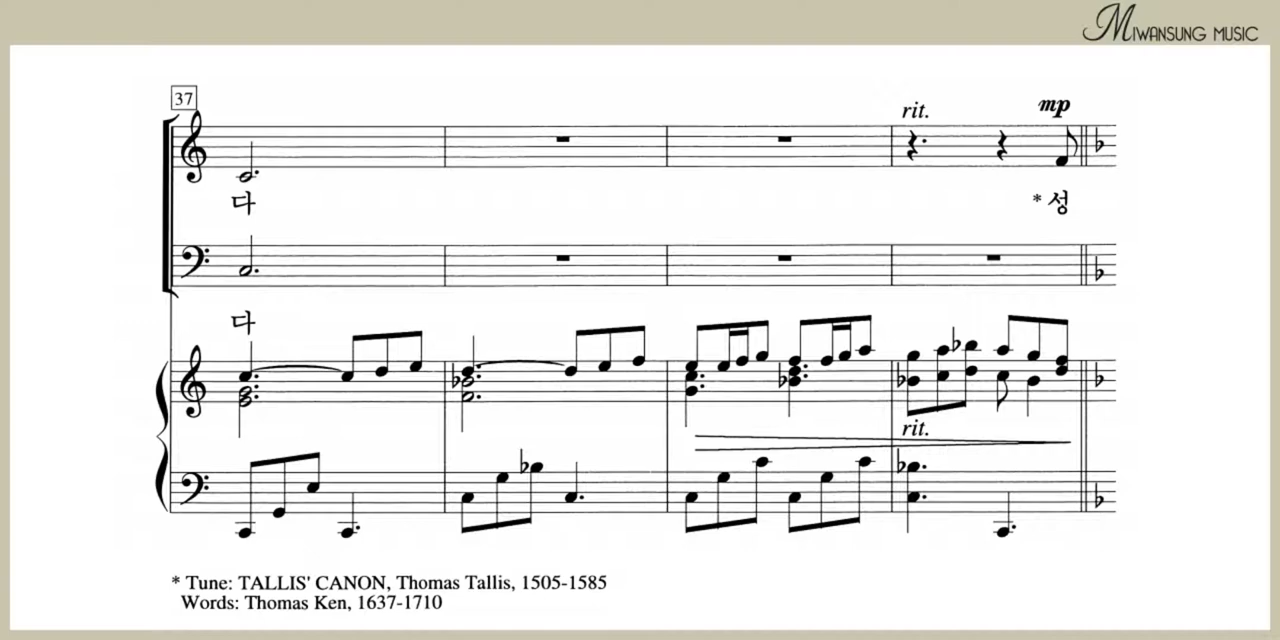 MIWANSUNG MUSIC
37
rit.
mp
다
* 성
다
rit.
* Tune: TALLIS' CANON, Thomas Tallis, 1505-1585
Words: Thomas Ken, 1637-1710